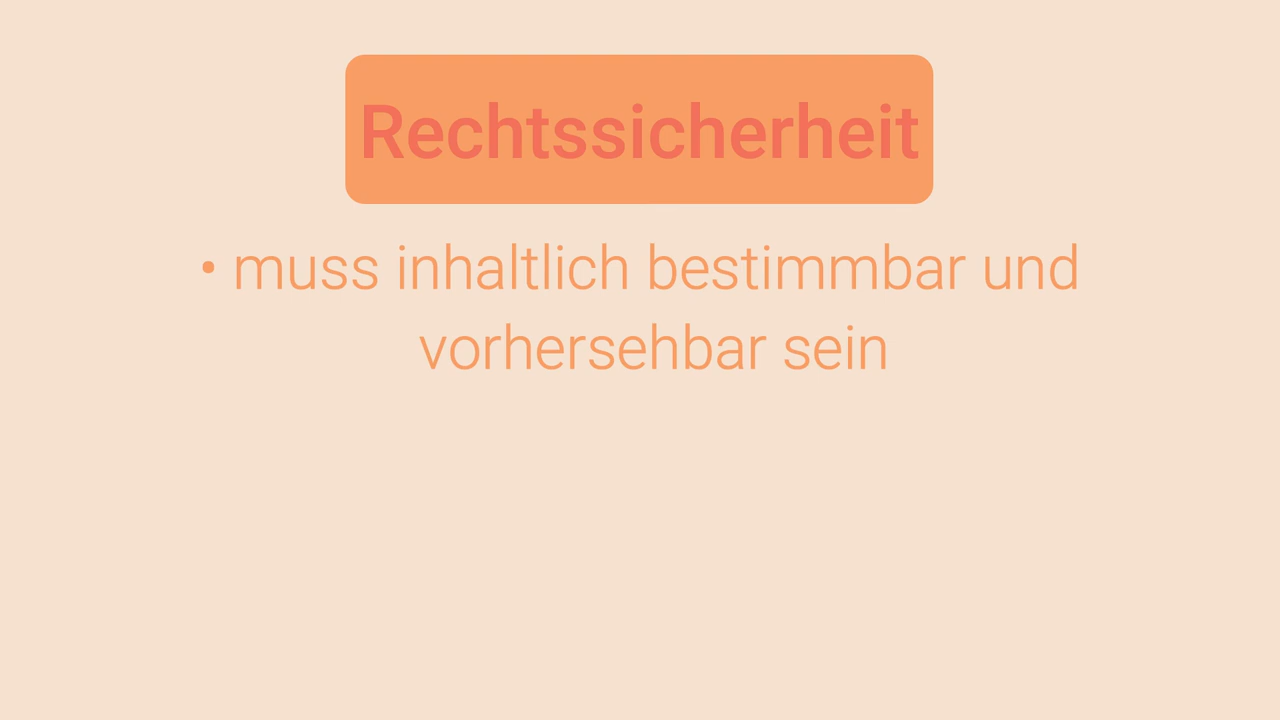 Rechtssicherheit
• muss inhaltlich bestimmbar und
vorhersehbar sein